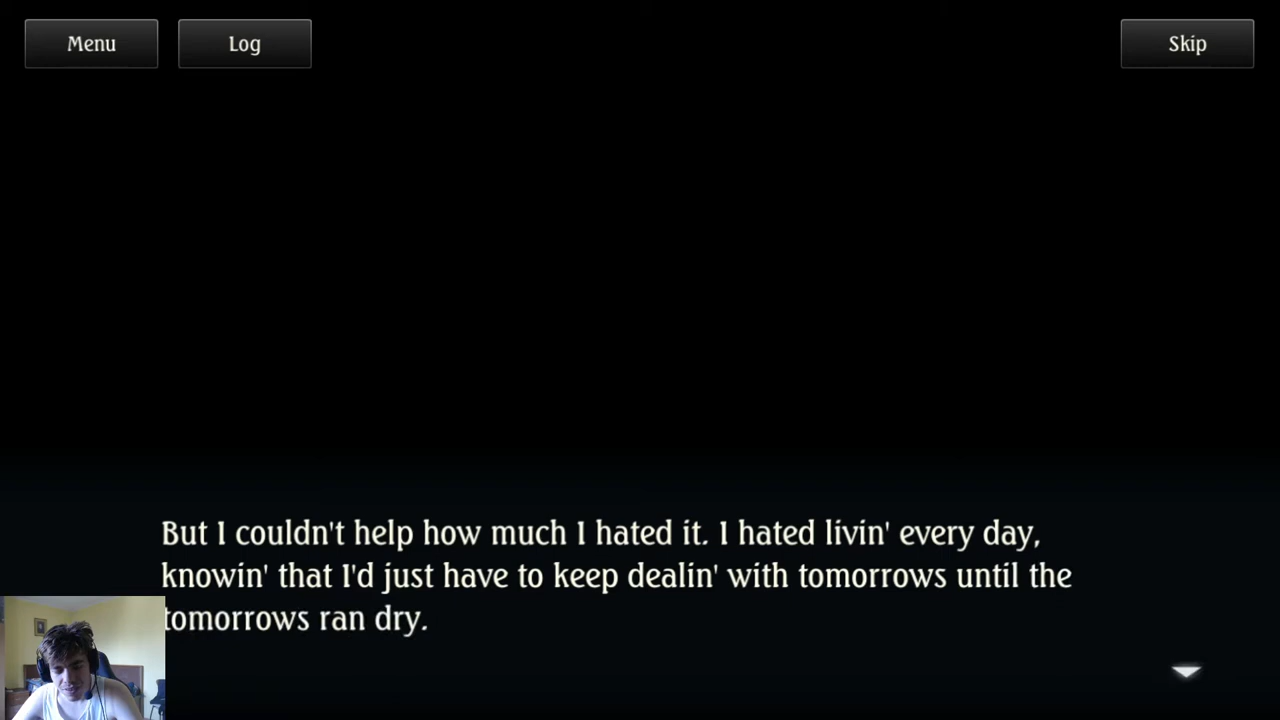 Menu
Log
Skip
But I couldn't help how much I hated it. I hated livin' every day,
knowin' that I'd just have to keep dealin' with tomorrows until the
tomorrows ran dry.